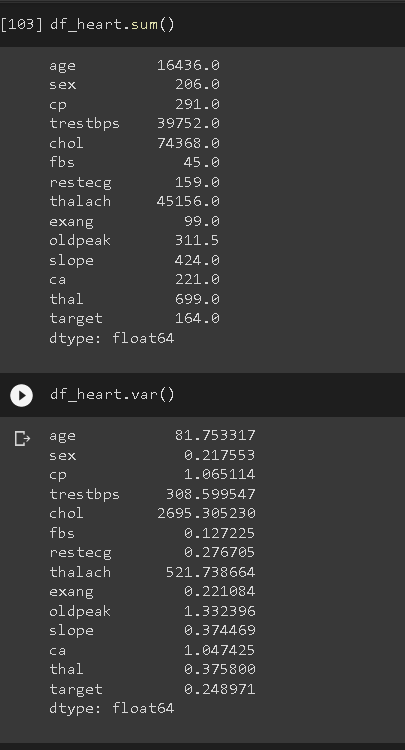 [103] df_heart.sum()
age 16436.0
sex 206.0
cp 291.0
trestbps 39752.0
chol 74368.0
fbs 45.0
restecg 159.0
thalach 45156.0
exang 99.0
oldpeak 311.5
slope 424.0
ca 221.0
thal 699.0
target 164.0
dtype: float64
df_heart.var()
age 81.753317
sex 0.217553
cp 1.065114
trestbps 308.599547
chol 2695.305230
fbs 0.127225
restecg 0.276705
thalach 521.738664
exang 0.221084
oldpeak 1.332396
slope 0.374469
ca 1.047425
thal 0.375800
target 0.248971
dtype: float64